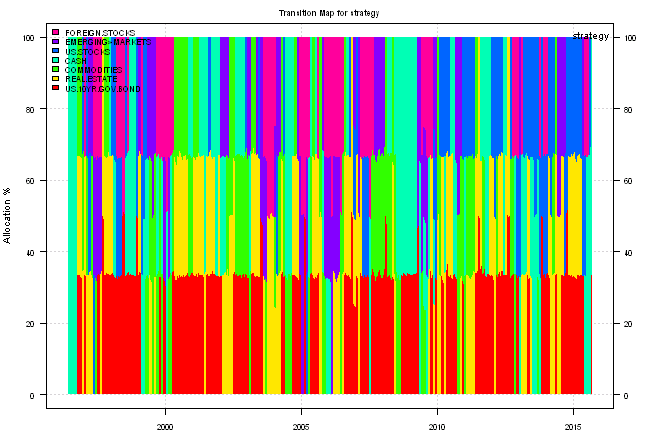 Transition Map for strategy
strategy
FOREIGN.STOCKS
EMERGING>MARKETS
US.STOCKS
CASH
COMMODITIES
REAL.ESTATE
US.10YR.GOV.BOND
Allocation %
100
80
60
40
20
0
100
80
60
40
20
0
2000 2005 2010 2015